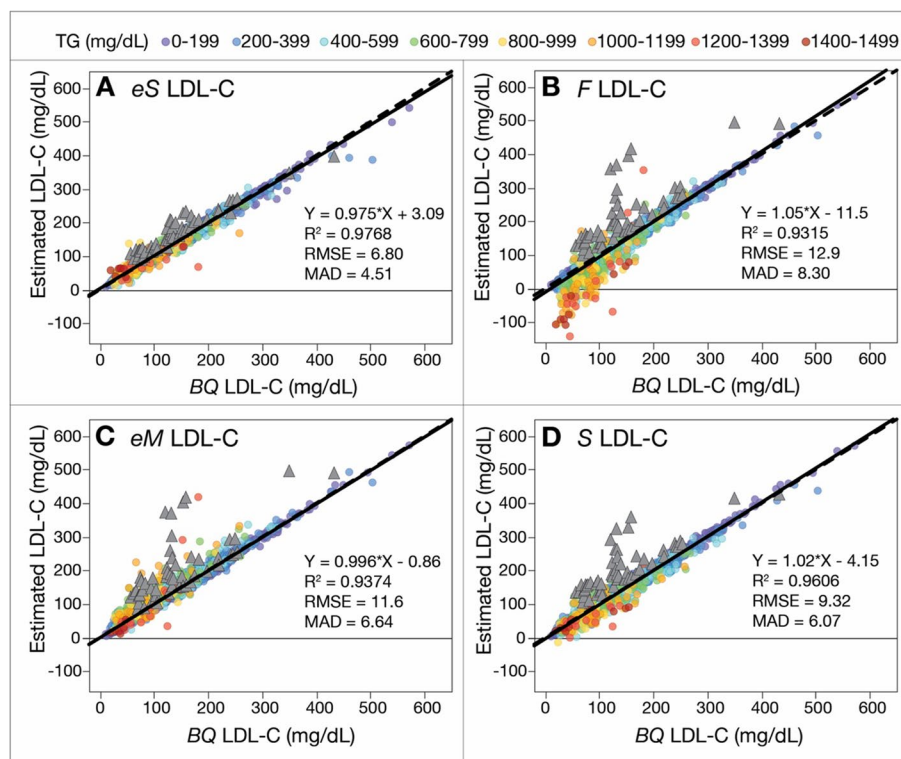 TG (mg/dL) 0-199 200-399 400-599 600-799 800-999 1000-1199 1200-1399 1400-1499
A eS LDL-C
Estimated LDL-C (mg/dL)
600
500
400
300
200
100
0
-100
Y = 0.975*X + 3.09
R² = 0.9768
RMSE = 6.80
MAD = 4.51
0 100 200 300 400 500 600
BQ LDL-C (mg/dL)
B F LDL-C
Estimated LDL-C (mg/dL)
600
500
400
300
200
100
0
-100
Y = 1.05*X - 11.5
R² = 0.9315
RMSE = 12.9
MAD = 8.30
0 100 200 300 400 500 600
BQ LDL-C (mg/dL)
C eM LDL-C
Estimated LDL-C (mg/dL)
600
500
400
300
200
100
0
-100
Y = 0.996*X - 0.86
R² = 0.9374
RMSE = 11.6
MAD = 6.64
0 100 200 300 400 500 600
BQ LDL-C (mg/dL)
D S LDL-C
Estimated LDL-C (mg/dL)
600
500
400
300
200
100
0
-100
Y = 1.02*X - 4.15
R² = 0.9606
RMSE = 9.32
MAD = 6.07
0 100 200 300 400 500 600
BQ LDL-C (mg/dL)